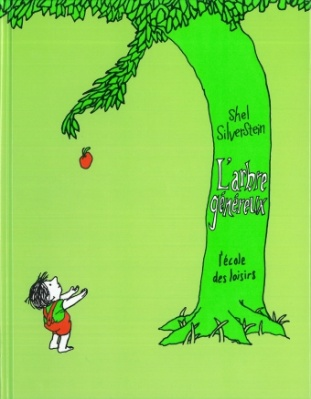 Shel
Silverstein
L'arbre
généreux
l'école
des loisirs